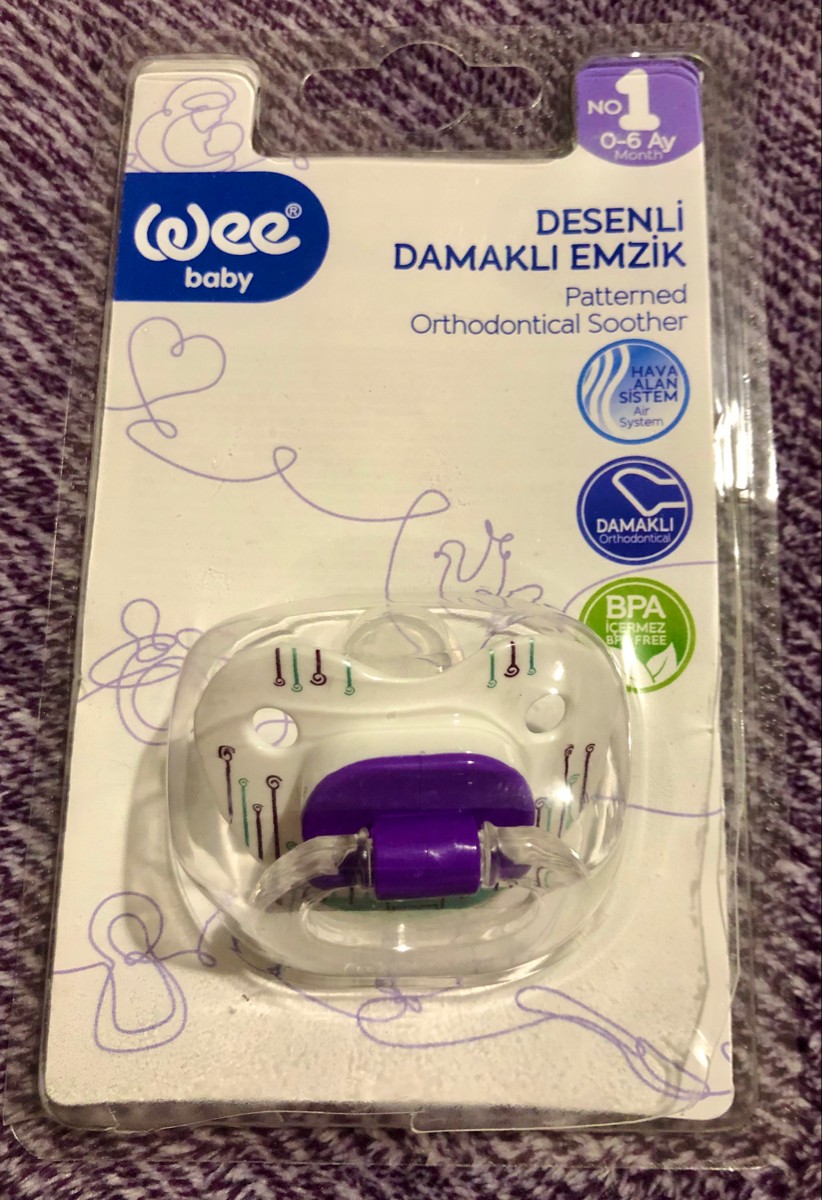 NO 1
0-6 Ay
Month
wee®
baby
DESENLİ
DAMAKLI EMZİK
Patterned
Orthodontical Soother
HAVA
ALAN
SİSTEM
Air
System
DAMAKLI
Orthodontical
BPA
İÇERMEZ
BPA FREE